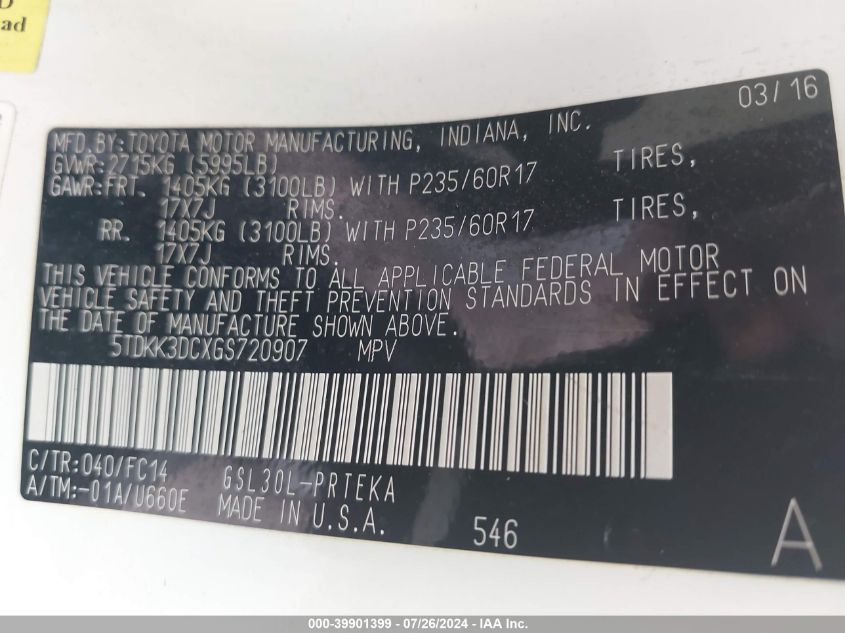 D
ad
03/16
MFD.BY:TOYOTA MOTOR MANUFACTURING, INDIANA, INC.
GVWR:2715KG (5995LB)
GAWR:FRT. 1405KG (3100LB) WITH P235/60R17 TIRES,
17X7J RIMS.
RR. 1405KG (3100LB) WITH P235/60R17 TIRES,
17X7J RIMS.
THIS VEHICLE CONFORMS TO ALL APPLICABLE FEDERAL MOTOR
VEHICLE SAFETY AND THEFT PREVENTION STANDARDS IN EFFECT ON
THE DATE OF MANUFACTURE SHOWN ABOVE.
5TDKK3DCXGS720907 MPV
C/TR:040/FC14 GSL30L-PRTEKA
A/TM:-01A/U660E MADE IN U.S.A. 546 A
000-39901399 - 07/26/2024 - IAA Inc.